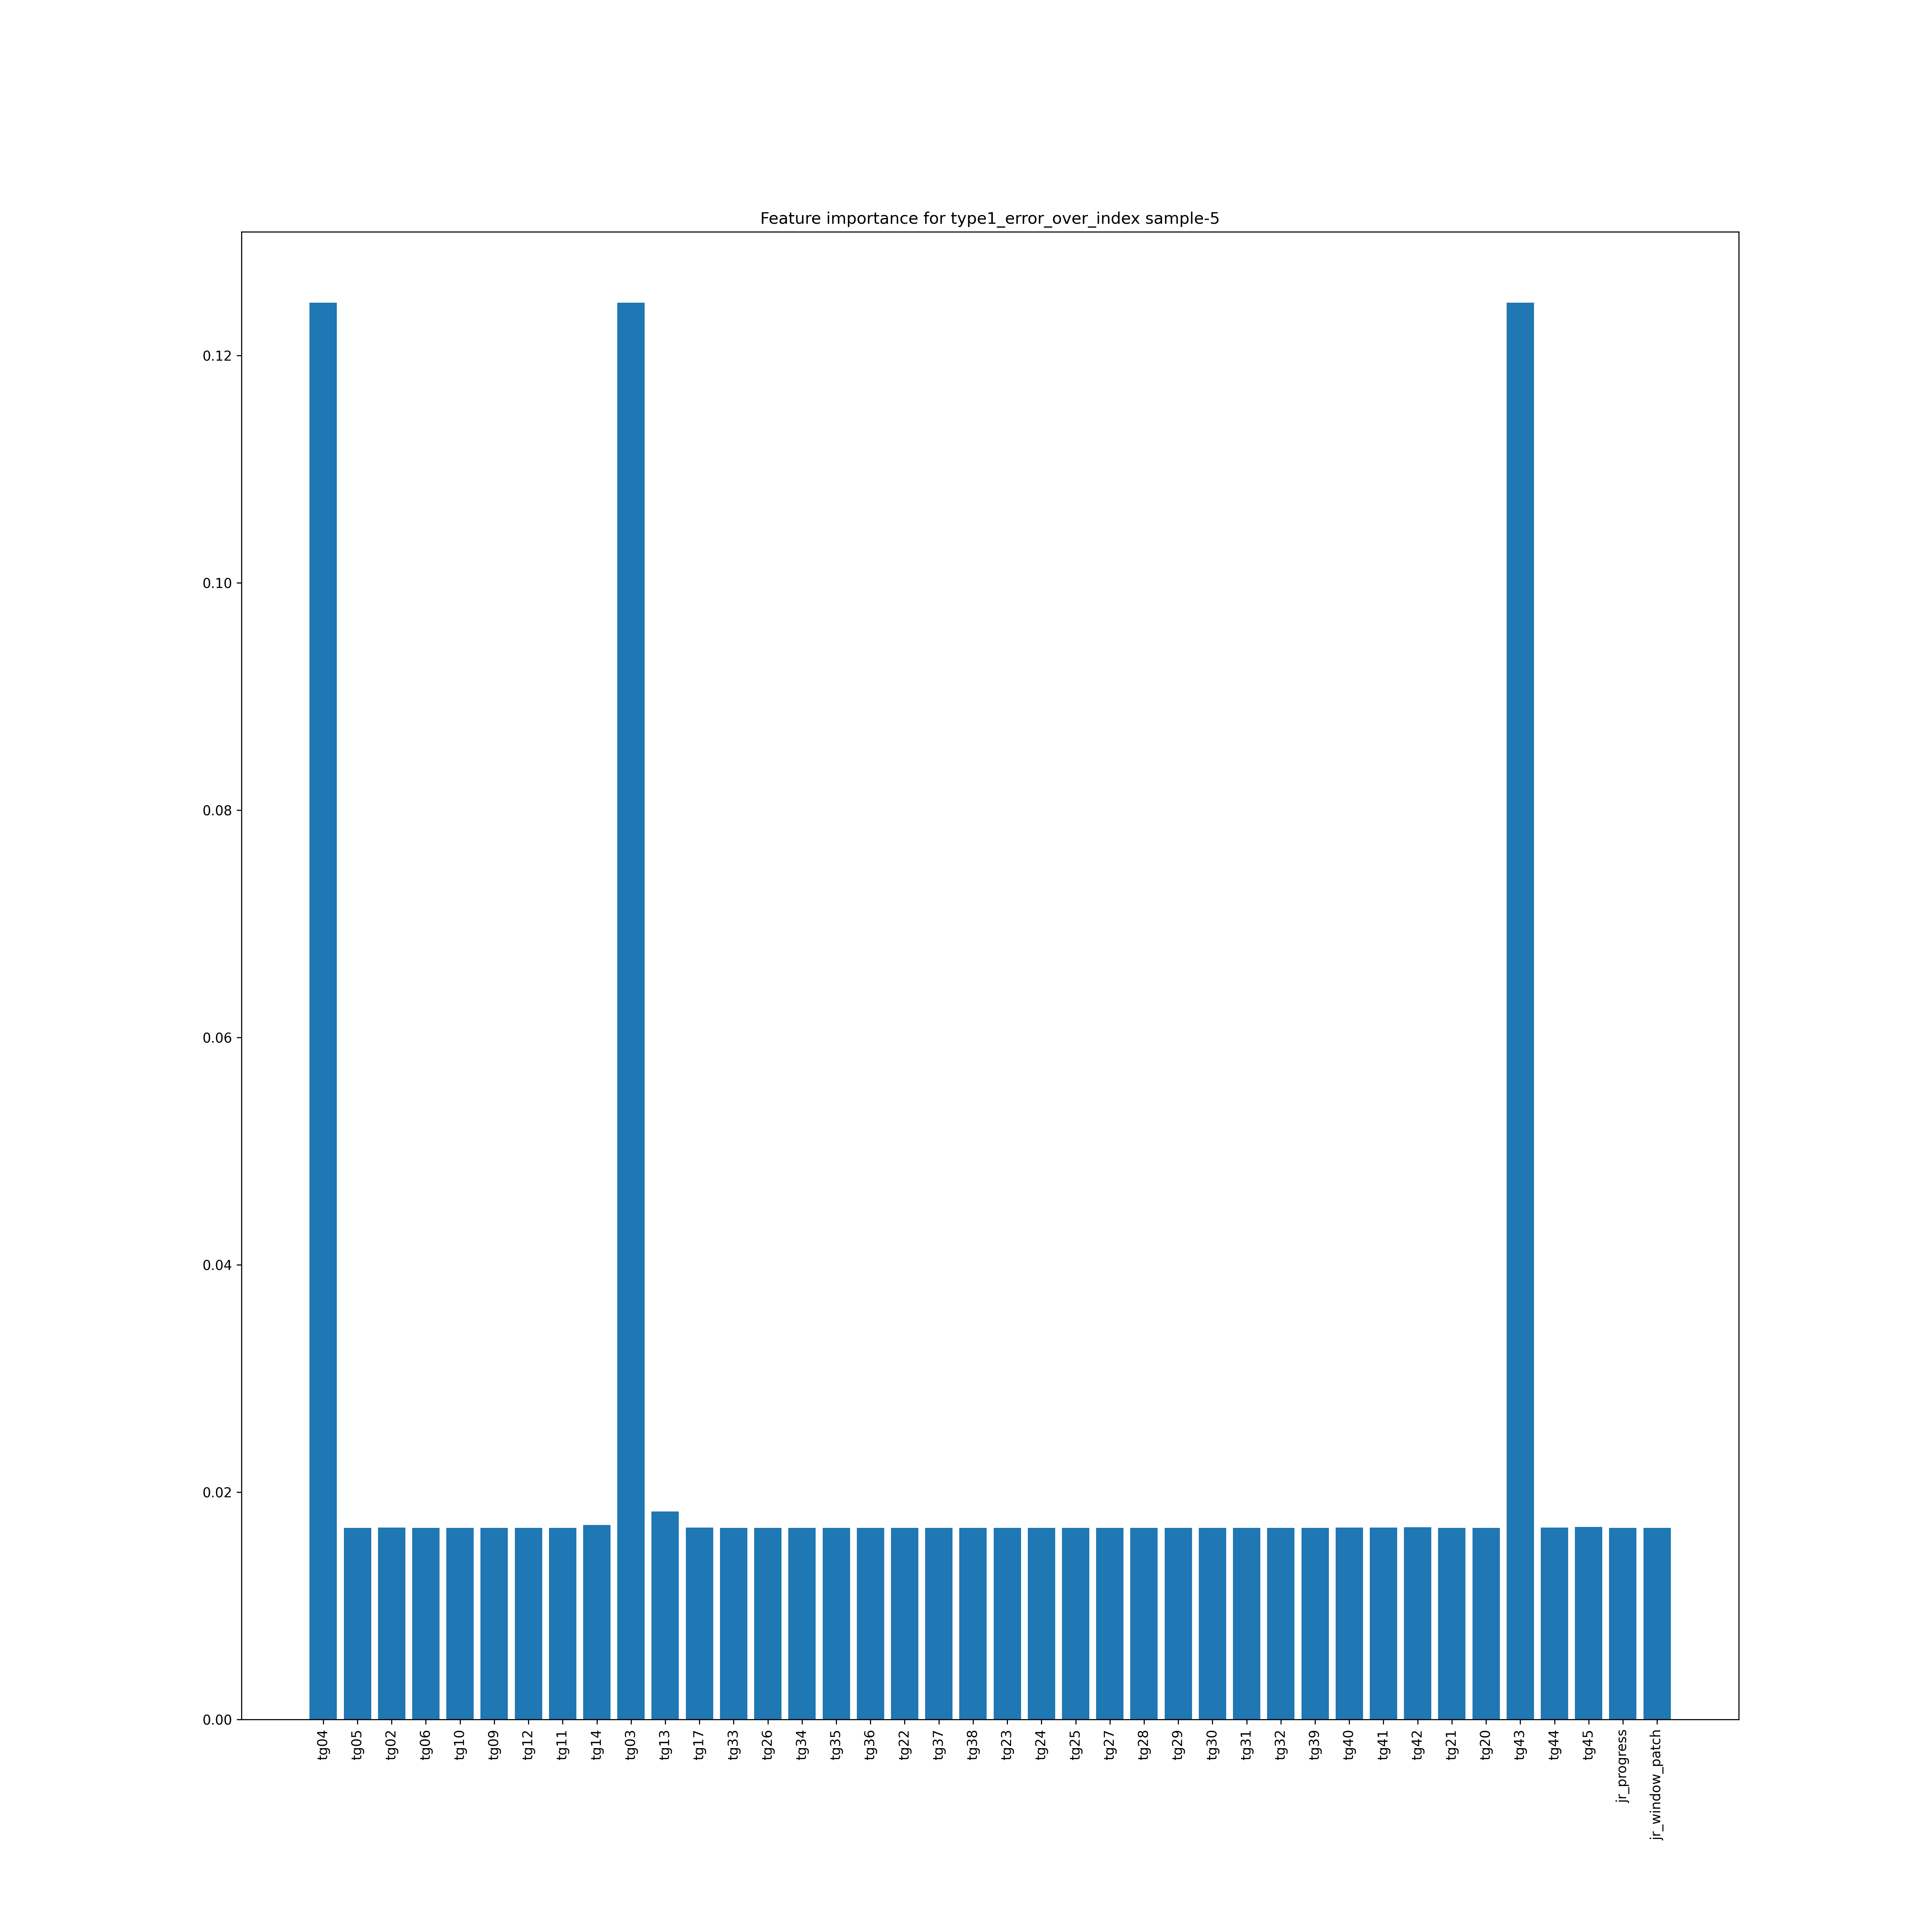 Feature importance for type1_error_over_index sample-5
0.12
0.10
0.08
0.06
0.04
0.02
0.00
tg04
tg05
tg02
tg06
tg10
tg09
tg12
tg11
tg14
tg03
tg13
tg17
tg33
tg26
tg34
tg35
tg36
tg22
tg37
tg38
tg23
tg24
tg25
tg27
tg28
tg29
tg30
tg31
tg32
tg39
tg40
tg41
tg42
tg21
tg20
tg43
tg44
tg45
jr_progress
jr_window_patch